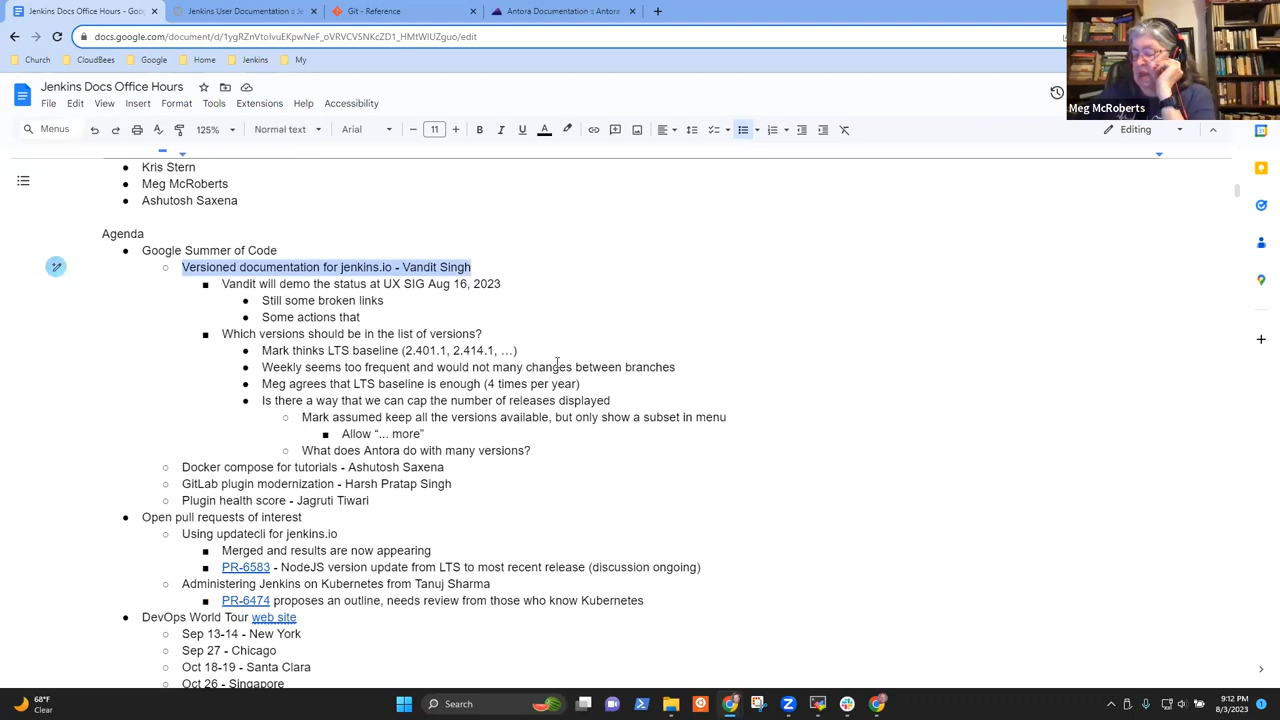 Jenkins Docs Office Hours - Goo
Jenkins User Documentation ::
Git - Reference
Antora Documentation :: Antora
docs.google.com/document/d/1ygRZnVtoIvuEKpwNeF_oVRVCV5NKcZD1_HMtWIUZguo/edit
Church
CloudBees
Google
Home
Jenkins
My
Jenkins Docs Office Hours
File Edit View Insert Format Tools Extensions Help Accessibility
Menus
125%
Normal text
Arial
11
Editing
Meg McRoberts
Kris Stern
Meg McRoberts
Ashutosh Saxena
Agenda
Google Summer of Code
Versioned documentation for jenkins.io - Vandit Singh
Vandit will demo the status at UX SIG Aug 16, 2023
Still some broken links
Some actions that
Which versions should be in the list of versions?
Mark thinks LTS baseline (2.401.1, 2.414.1, …)
Weekly seems too frequent and would not many changes between branches
Meg agrees that LTS baseline is enough (4 times per year)
Is there a way that we can cap the number of releases displayed
Mark assumed keep all the versions available, but only show a subset in menu
Allow “... more”
What does Antora do with many versions?
Docker compose for tutorials - Ashutosh Saxena
GitLab plugin modernization - Harsh Pratap Singh
Plugin health score - Jagruti Tiwari
Open pull requests of interest
Using updatecli for jenkins.io
Merged and results are now appearing
PR-6583 - NodeJS version update from LTS to most recent release (discussion ongoing)
Administering Jenkins on Kubernetes from Tanuj Sharma
PR-6474 proposes an outline, needs review from those who know Kubernetes
DevOps World Tour web site
Sep 13-14 - New York
Sep 27 - Chicago
Oct 18-19 - Santa Clara
Oct 26 - Singapore
68°F
Clear
Search
9:12 PM
8/3/2023